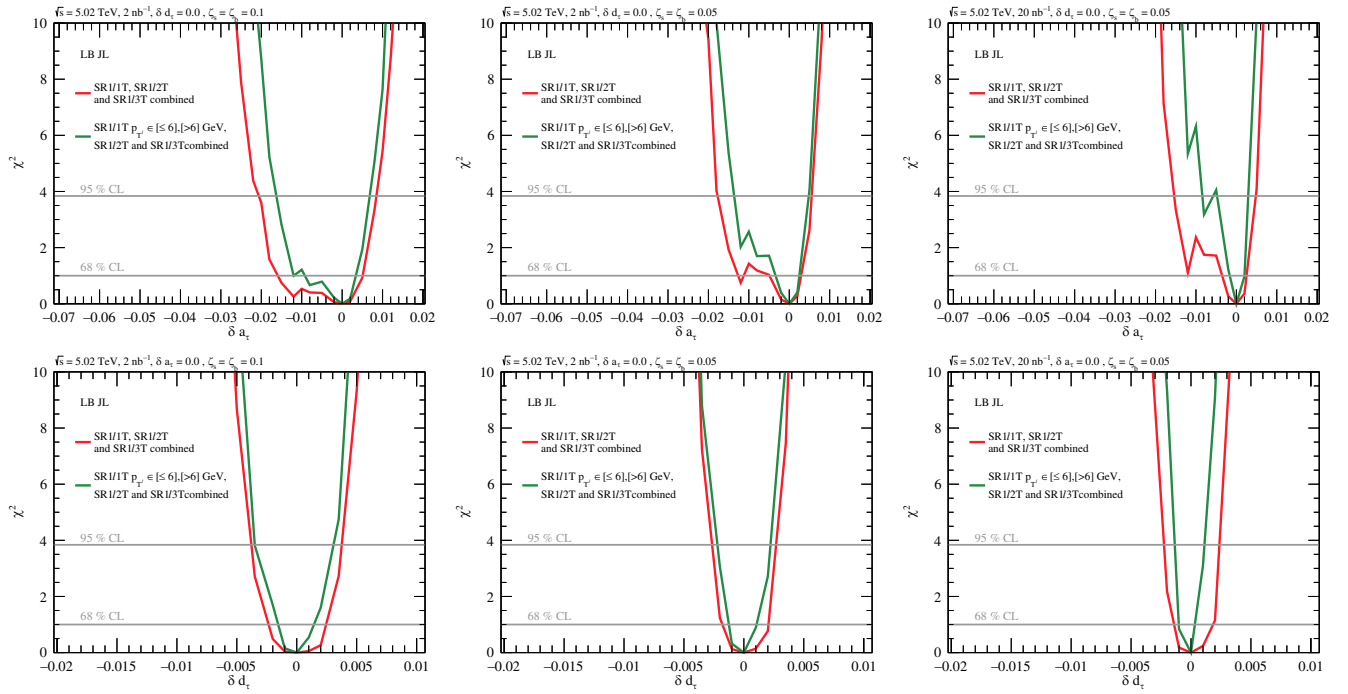 √s = 5.02 TeV, 2 nb⁻¹, δ d_τ = 0.0 , ζ_s = ζ_b = 0.1
10
8
6
4
2
0
χ²
LB JL
SR1l/1T, SR1l/2T
and SR1l/3T combined
SR1l/1T p_T^l ∈ [≤ 6],[>6] GeV,
SR1l/2T and SR1l/3Tcombined
95 % CL
68 % CL
−0.07 −0.06 −0.05 −0.04 −0.03 −0.02 −0.01 0 0.01 0.02
δ a_τ
√s = 5.02 TeV, 2 nb⁻¹, δ d_τ = 0.0 , ζ_s = ζ_b = 0.05
10
8
6
4
2
0
χ²
LB JL
SR1l/1T, SR1l/2T
and SR1l/3T combined
SR1l/1T p_T^l ∈ [≤ 6],[>6] GeV,
SR1l/2T and SR1l/3Tcombined
95 % CL
68 % CL
−0.07 −0.06 −0.05 −0.04 −0.03 −0.02 −0.01 0 0.01 0.02
δ a_τ
√s = 5.02 TeV, 20 nb⁻¹, δ d_τ = 0.0 , ζ_s = ζ_b = 0.05
10
8
6
4
2
0
χ²
LB JL
SR1l/1T, SR1l/2T
and SR1l/3T combined
SR1l/1T p_T^l ∈ [≤ 6],[>6] GeV,
SR1l/2T and SR1l/3Tcombined
95 % CL
68 % CL
−0.07 −0.06 −0.05 −0.04 −0.03 −0.02 −0.01 0 0.01 0.02
δ a_τ
√s = 5.02 TeV, 2 nb⁻¹, δ a_τ = 0.0 , ζ_s = ζ_b = 0.1
10
8
6
4
2
0
χ²
LB JL
SR1l/1T, SR1l/2T
and SR1l/3T combined
SR1l/1T p_T^l ∈ [≤ 6],[>6] GeV,
SR1l/2T and SR1l/3Tcombined
95 % CL
68 % CL
−0.02 −0.015 −0.01 −0.005 0 0.005 0.01
δ d_τ
√s = 5.02 TeV, 2 nb⁻¹, δ a_τ = 0.0 , ζ_s = ζ_b = 0.05
10
8
6
4
2
0
χ²
LB JL
SR1l/1T, SR1l/2T
and SR1l/3T combined
SR1l/1T p_T^l ∈ [≤ 6],[>6] GeV,
SR1l/2T and SR1l/3Tcombined
95 % CL
68 % CL
−0.02 −0.015 −0.01 −0.005 0 0.005 0.01
δ d_τ
√s = 5.02 TeV, 20 nb⁻¹, δ a_τ = 0.0 , ζ_s = ζ_b = 0.05
10
8
6
4
2
0
χ²
LB JL
SR1l/1T, SR1l/2T
and SR1l/3T combined
SR1l/1T p_T^l ∈ [≤ 6],[>6] GeV,
SR1l/2T and SR1l/3Tcombined
95 % CL
68 % CL
−0.02 −0.015 −0.01 −0.005 0 0.005 0.01
δ d_τ